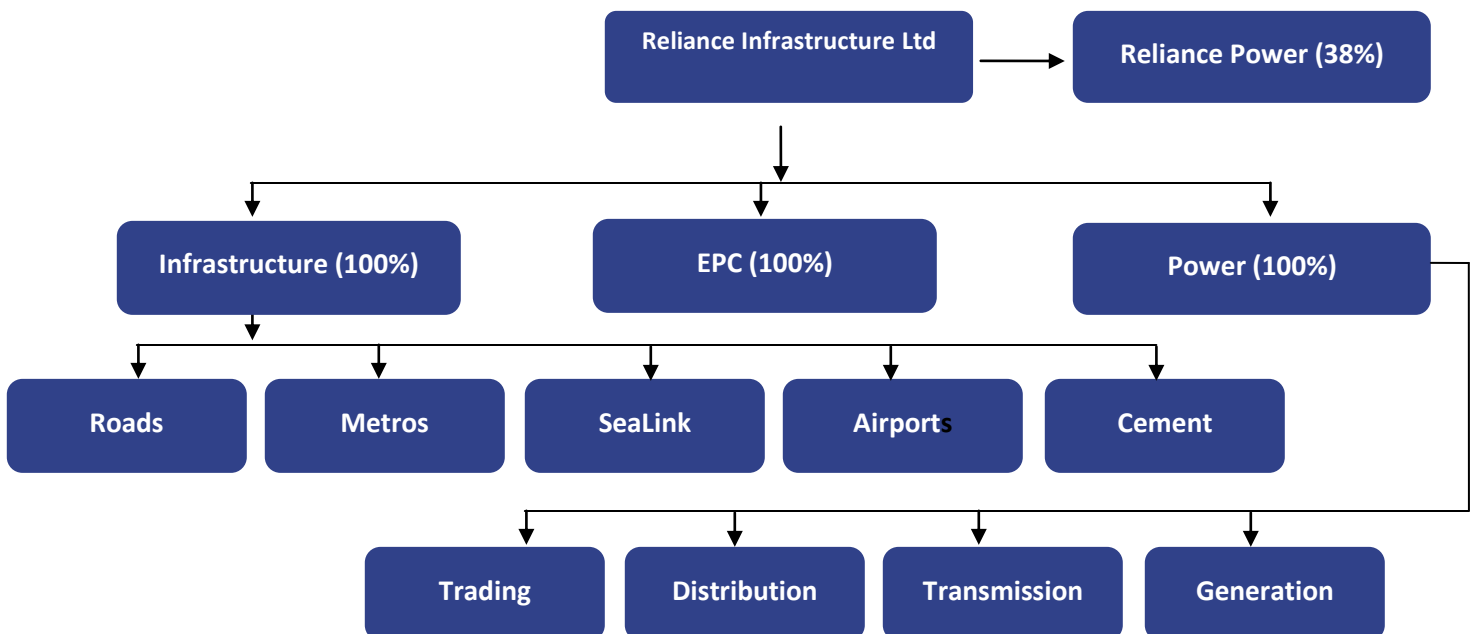 Reliance Infrastructure Ltd
Reliance Power (38%)
Infrastructure (100%)
EPC (100%)
Power (100%)
Roads
Metros
SeaLink
Airports
Cement
Trading
Distribution
Transmission
Generation